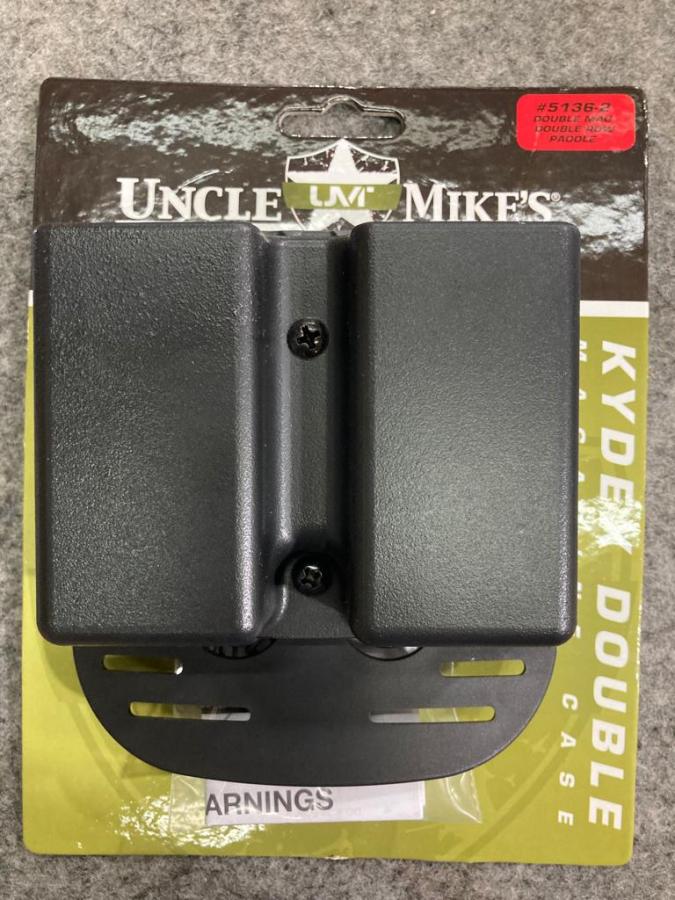 #5136-2
DOUBLE MAG
DOUBLE ROW
PADDLE
UNCLE UM MIKE'S®
KYDEX DOUBLE
CASE
ARNINGS